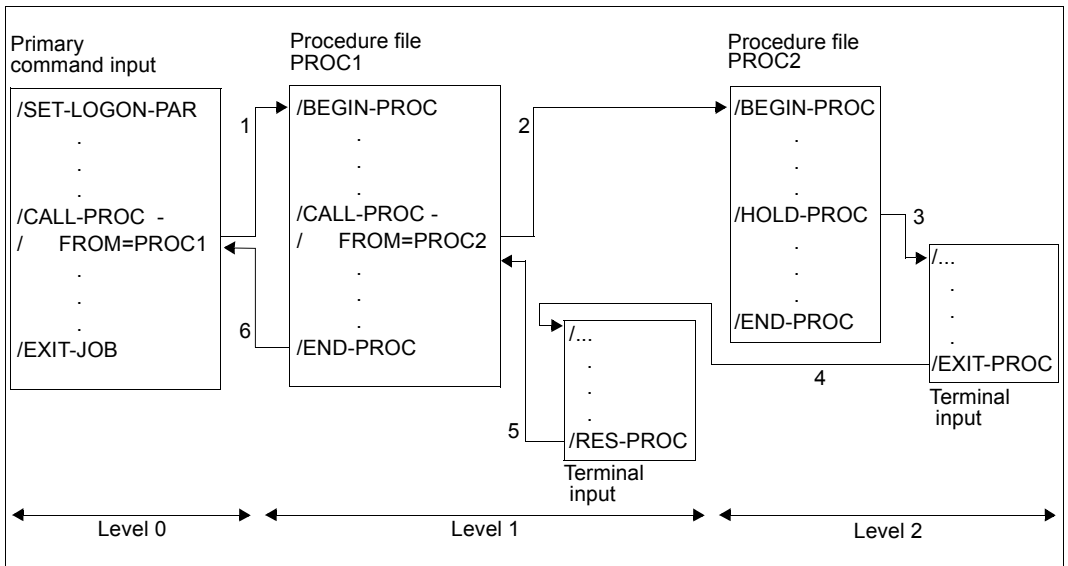 Primary
command input
/SET-LOGON-PAR
.
.
.
/CALL-PROC -
/ FROM=PROC1
.
.
.
/EXIT-JOB
1
6
Procedure file
PROC1
/BEGIN-PROC
.
.
.
/CALL-PROC -
/ FROM=PROC2
.
.
.
/END-PROC
2
5
/...
.
.
.
/RES-PROC
Terminal
input
Procedure file
PROC2
/BEGIN-PROC
.
.
.
/HOLD-PROC
.
.
.
/END-PROC
3
4
/...
.
.
.
/EXIT-PROC
Terminal
input
Level 0
Level 1
Level 2